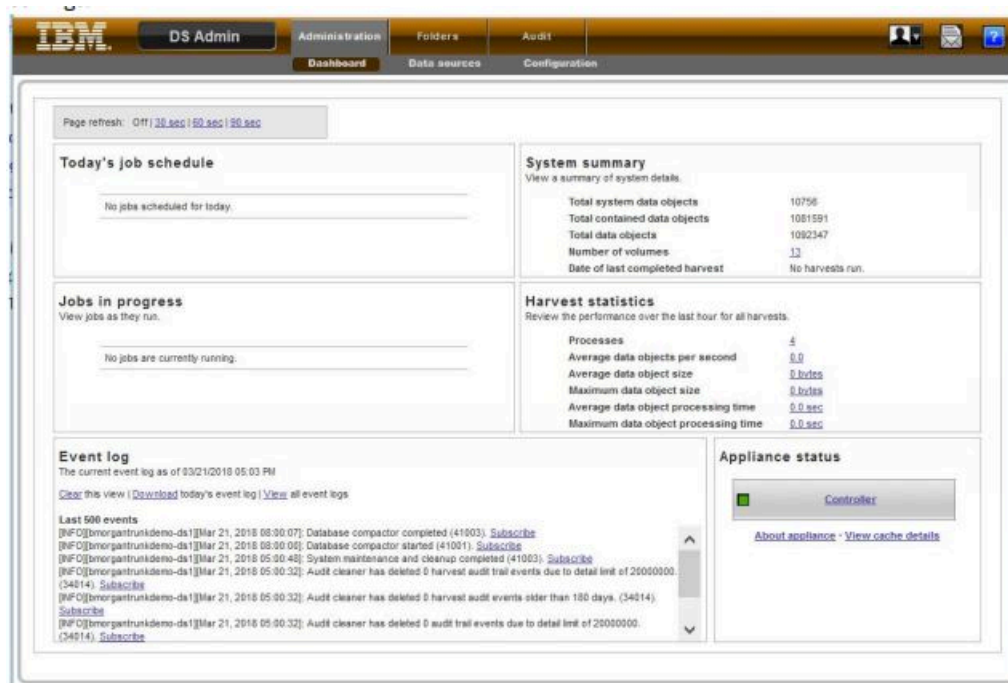 IBM.
DS Admin
Administration
Folders
Audit
Dashboard
Data sources
Configuration
Page refresh: Off | 30 sec | 60 sec | 90 sec
Today's job schedule
No jobs scheduled for today.
System summary
View a summary of system details.
Total system data objects 10756
Total contained data objects 1081591
Total data objects 1092347
Number of volumes 13
Date of last completed harvest No harvests run.
Jobs in progress
View jobs as they run.
No jobs are currently running.
Harvest statistics
Review the performance over the last hour for all harvests.
Processes 4
Average data objects per second 0.0
Average data object size 0 bytes
Maximum data object size 0 bytes
Average data object processing time 0.0 sec
Maximum data object processing time 0.0 sec
Event log
The current event log as of 03/21/2018 05:03 PM
Clear this view | Download today's event log | View all event logs
Last 500 events
[INFO][bmorgantrunkdemo-ds1][Mar 21, 2018 08:00:07]: Database compactor completed (41003). Subscribe
[INFO][bmorgantrunkdemo-ds1][Mar 21, 2018 08:00:00]: Database compactor started (41001). Subscribe
[INFO][bmorgantrunkdemo-ds1][Mar 21, 2018 05:00:48]: System maintenance and cleanup completed (41003). Subscribe
[INFO][bmorgantrunkdemo-ds1][Mar 21, 2018 05:00:32]: Audit cleaner has deleted 0 harvest audit trail events due to detail limit of 20000000.
(34014). Subscribe
[INFO][bmorgantrunkdemo-ds1][Mar 21, 2018 05:00:32]: Audit cleaner has deleted 0 harvest audit events older than 180 days. (34014).
Subscribe
[INFO][bmorgantrunkdemo-ds1][Mar 21, 2018 05:00:32]: Audit cleaner has deleted 0 audit trail events due to detail limit of 20000000.
(34014). Subscribe
Appliance status
Controller
About appliance - View cache details